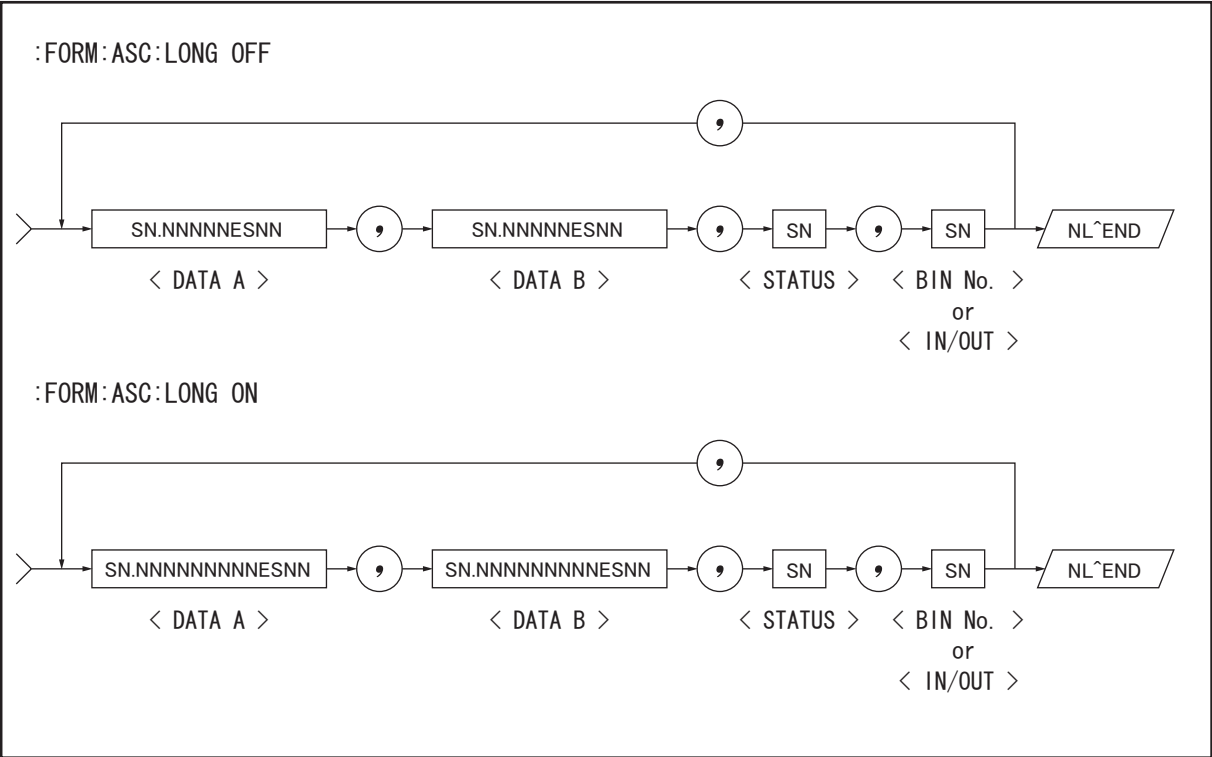 :FORM:ASC:LONG OFF
,
SN.NNNNNESNN , SN.NNNNNESNN , SN , SN NL^END
< DATA A > < DATA B > < STATUS > < BIN No. >
or
< IN/OUT >
:FORM:ASC:LONG ON
,
SN.NNNNNNNNNESNN , SN.NNNNNNNNNESNN , SN , SN NL^END
< DATA A > < DATA B > < STATUS > < BIN No. >
or
< IN/OUT >